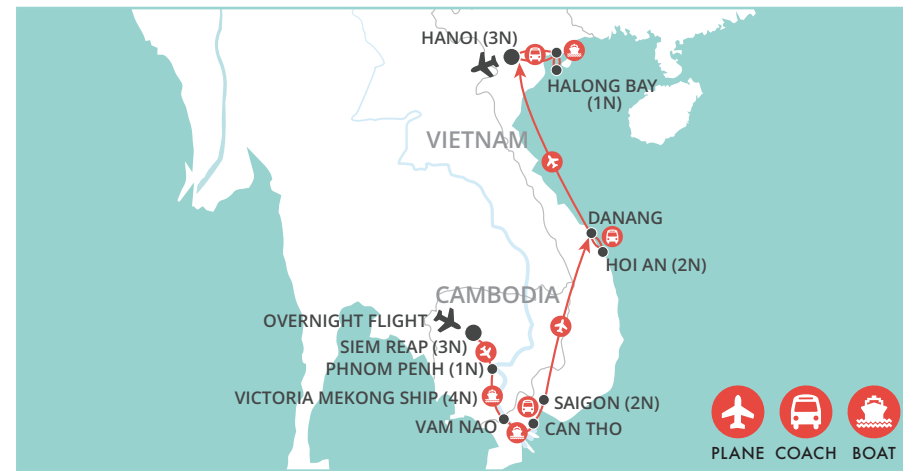 HANOI (3N)
HALONG BAY
(1N)
VIETNAM
DANANG
HOI AN (2N)
CAMBODIA
OVERNIGHT FLIGHT
SIEM REAP (3N)
PHNOM PENH (1N)
VICTORIA MEKONG SHIP (4N)
SAIGON (2N)
VAM NAO
CAN THO
PLANE COACH BOAT